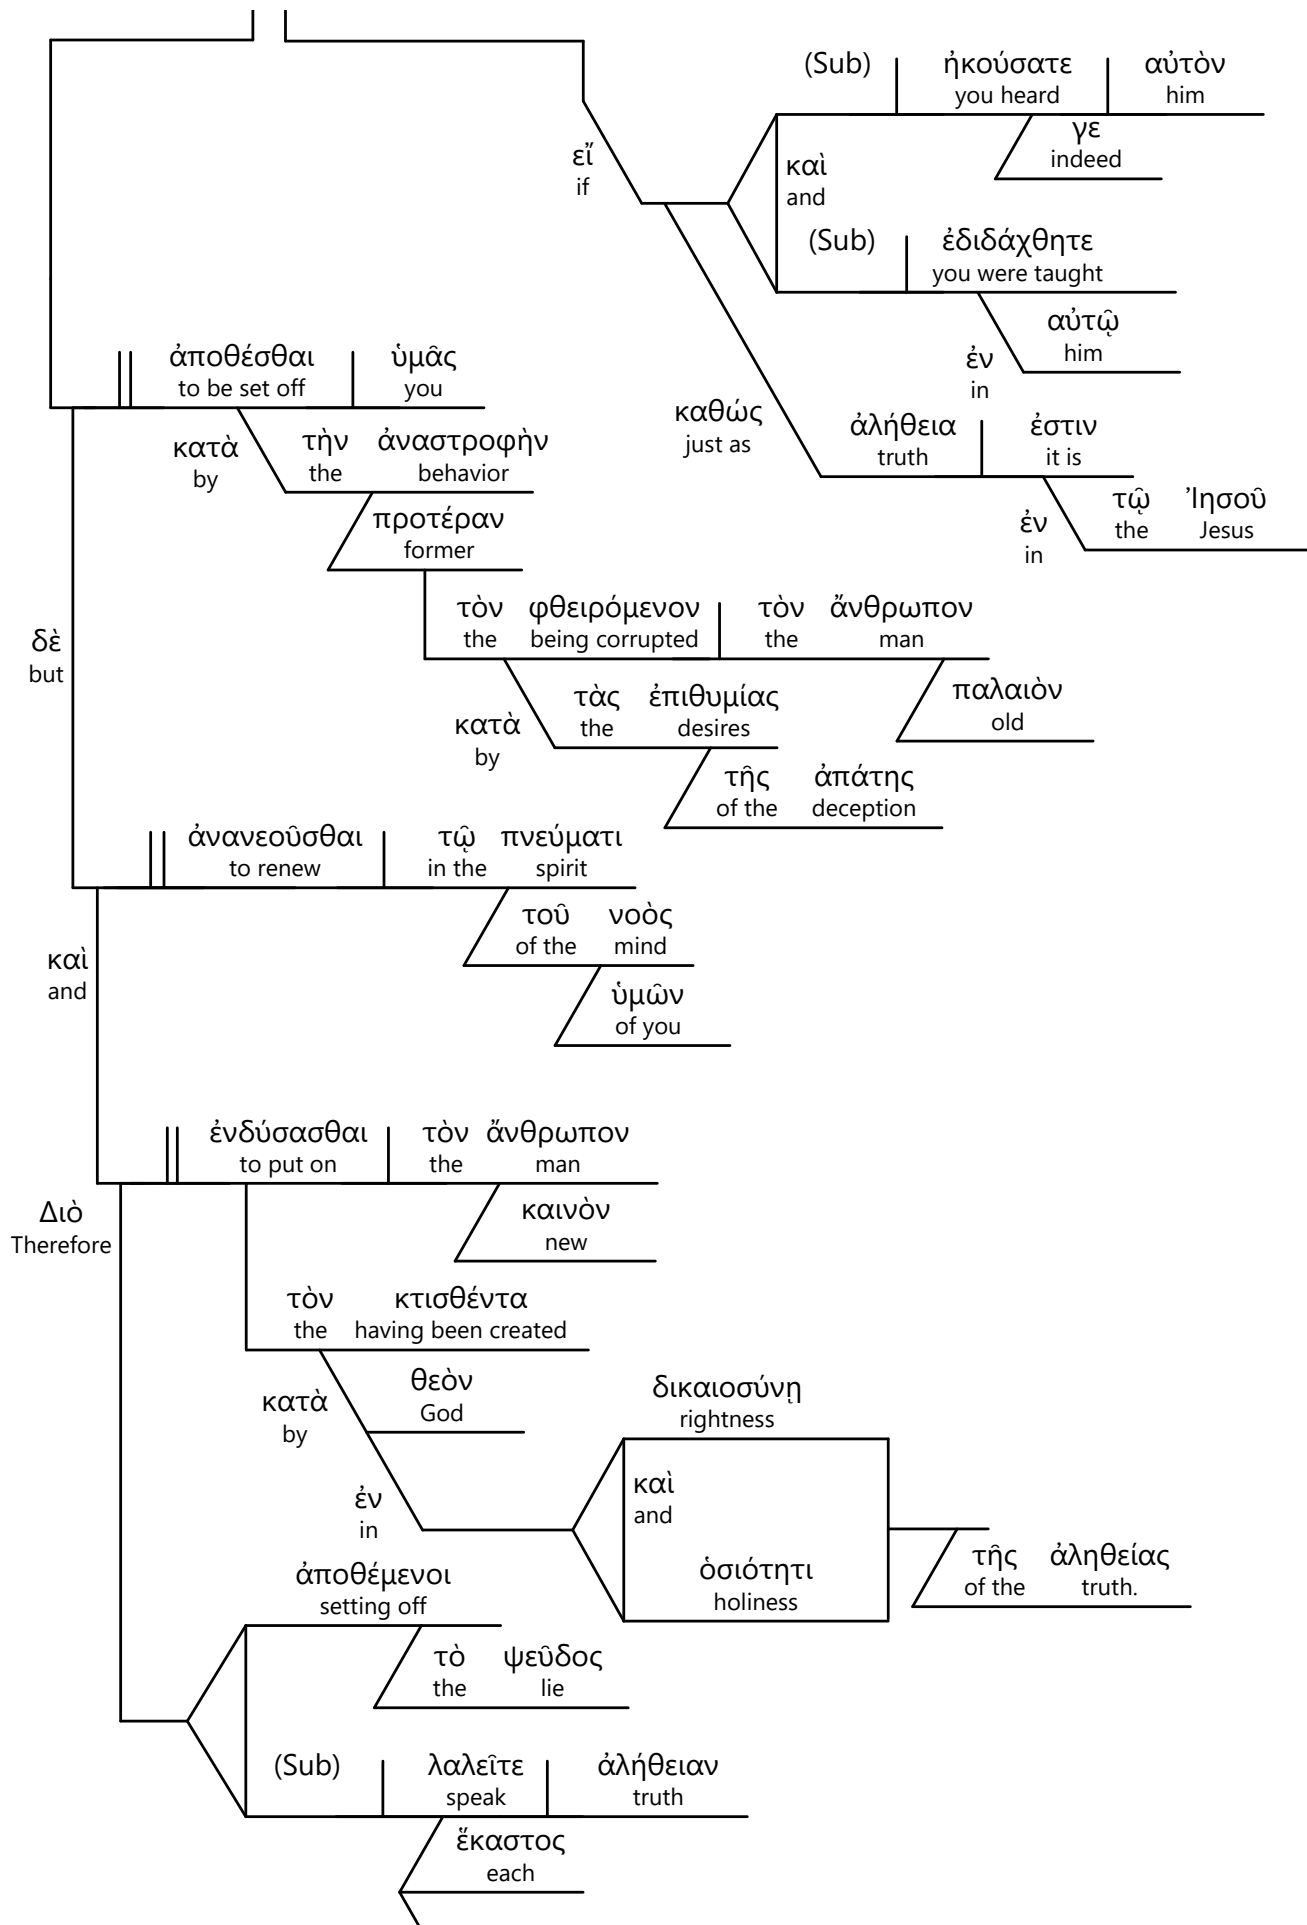 (Sub) ἠκούσατε αὐτὸν
you heard him
γε
indeed
εἴ
if
καὶ
and
(Sub) ἐδιδάχθητε
you were taught
αὐτῷ
him
ἐν
in
καθώς
just as
ἀλήθεια ἐστιν
truth it is
τῷ Ἰησοῦ
the Jesus
ἐν
in
ἀποθέσθαι ὑμᾶς
to be set off you
κατὰ
by
τὴν ἀναστροφὴν
the behavior
προτέραν
former
τὸν φθειρόμενον τὸν ἄνθρωπον
the being corrupted the man
παλαιὸν
old
κατὰ
by
τὰς ἐπιθυμίας
the desires
τῆς ἀπάτης
of the deception
δὲ
but
ἀνανεοῦσθαι τῷ πνεύματι
to renew in the spirit
τοῦ νοὸς
of the mind
ὑμῶν
of you
καὶ
and
ἐνδύσασθαι τὸν ἄνθρωπον
to put on the man
καινὸν
new
Διὸ
Therefore
τὸν κτισθέντα
the having been created
κατὰ
by
θεὸν
God
ἐν
in
δικαιοσύνῃ
rightness
καὶ
and
ὁσιότητι
holiness
τῆς ἀληθείας
of the truth.
ἀποθέμενοι
setting off
τὸ ψεῦδος
the lie
(Sub) λαλεῖτε ἀλήθειαν
speak truth
ἕκαστος
each